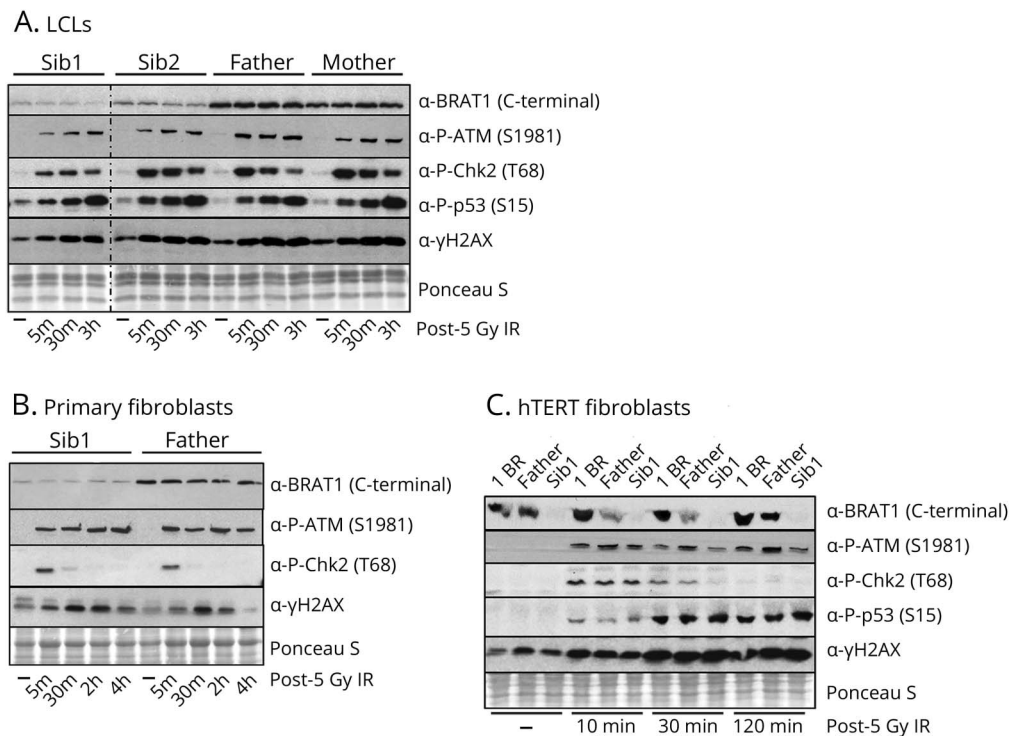 A. LCLs
Sib1 Sib2 Father Mother
α-BRAT1 (C-terminal)
α-P-ATM (S1981)
α-P-Chk2 (T68)
α-P-p53 (S15)
α-γH2AX
Ponceau S
– 5m 30m 3h – 5m 30m 3h – 5m 30m 3h – 5m 30m 3h Post-5 Gy IR
B. Primary fibroblasts
Sib1 Father
α-BRAT1 (C-terminal)
α-P-ATM (S1981)
α-P-Chk2 (T68)
α-γH2AX
Ponceau S
– 5m 30m 2h 4h – 5m 30m 2h 4h Post-5 Gy IR
C. hTERT fibroblasts
1 BR Father Sib1 1 BR Father Sib1 1 BR Father Sib1 1 BR Father Sib1
α-BRAT1 (C-terminal)
α-P-ATM (S1981)
α-P-Chk2 (T68)
α-P-p53 (S15)
α-γH2AX
Ponceau S
– 10 min 30 min 120 min Post-5 Gy IR